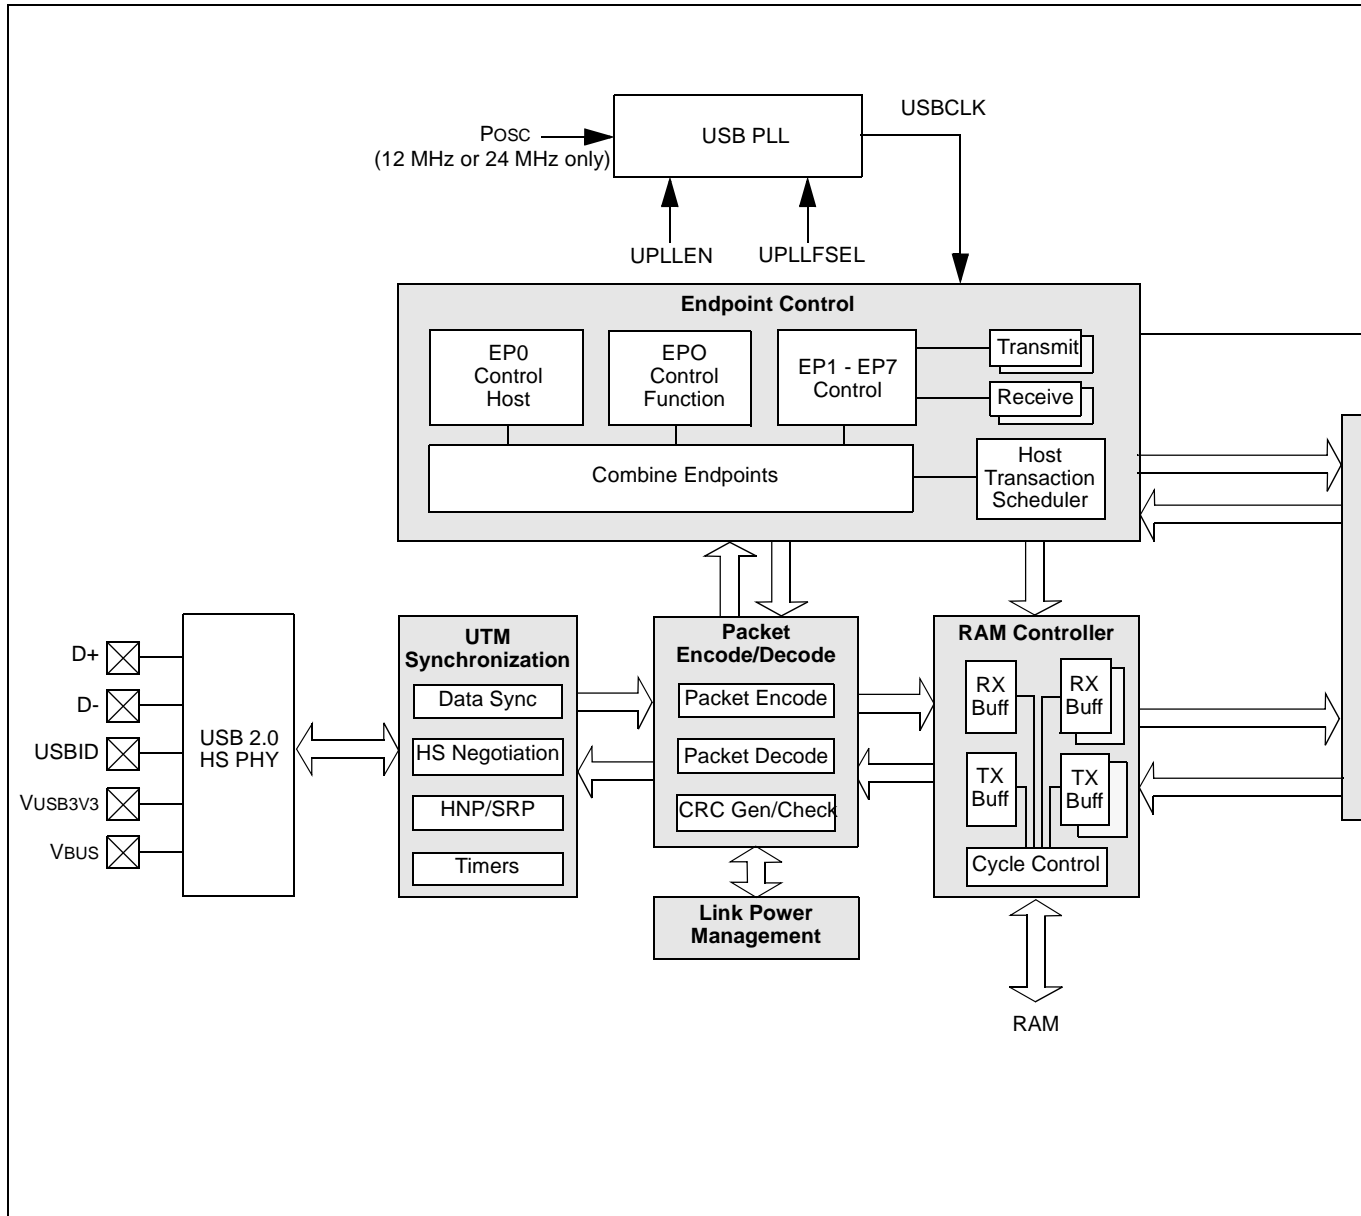 USBCLK
POSC
(12 MHz or 24 MHz only)
USB PLL
UPLLEN
UPLLFSEL
Endpoint Control
EP0
Control
Host
EPO
Control
Function
EP1 - EP7
Control
Transmit
Receive
Combine Endpoints
Host
Transaction
Scheduler
D+
D-
USBID
VUSB3V3
VBUS
USB 2.0
HS PHY
UTM
Synchronization
Data Sync
HS Negotiation
HNP/SRP
Timers
Packet
Encode/Decode
Packet Encode
Packet Decode
CRC Gen/Check
Link Power
Management
RAM Controller
RX
Buff
RX
Buff
TX
Buff
TX
Buff
Cycle Control
RAM